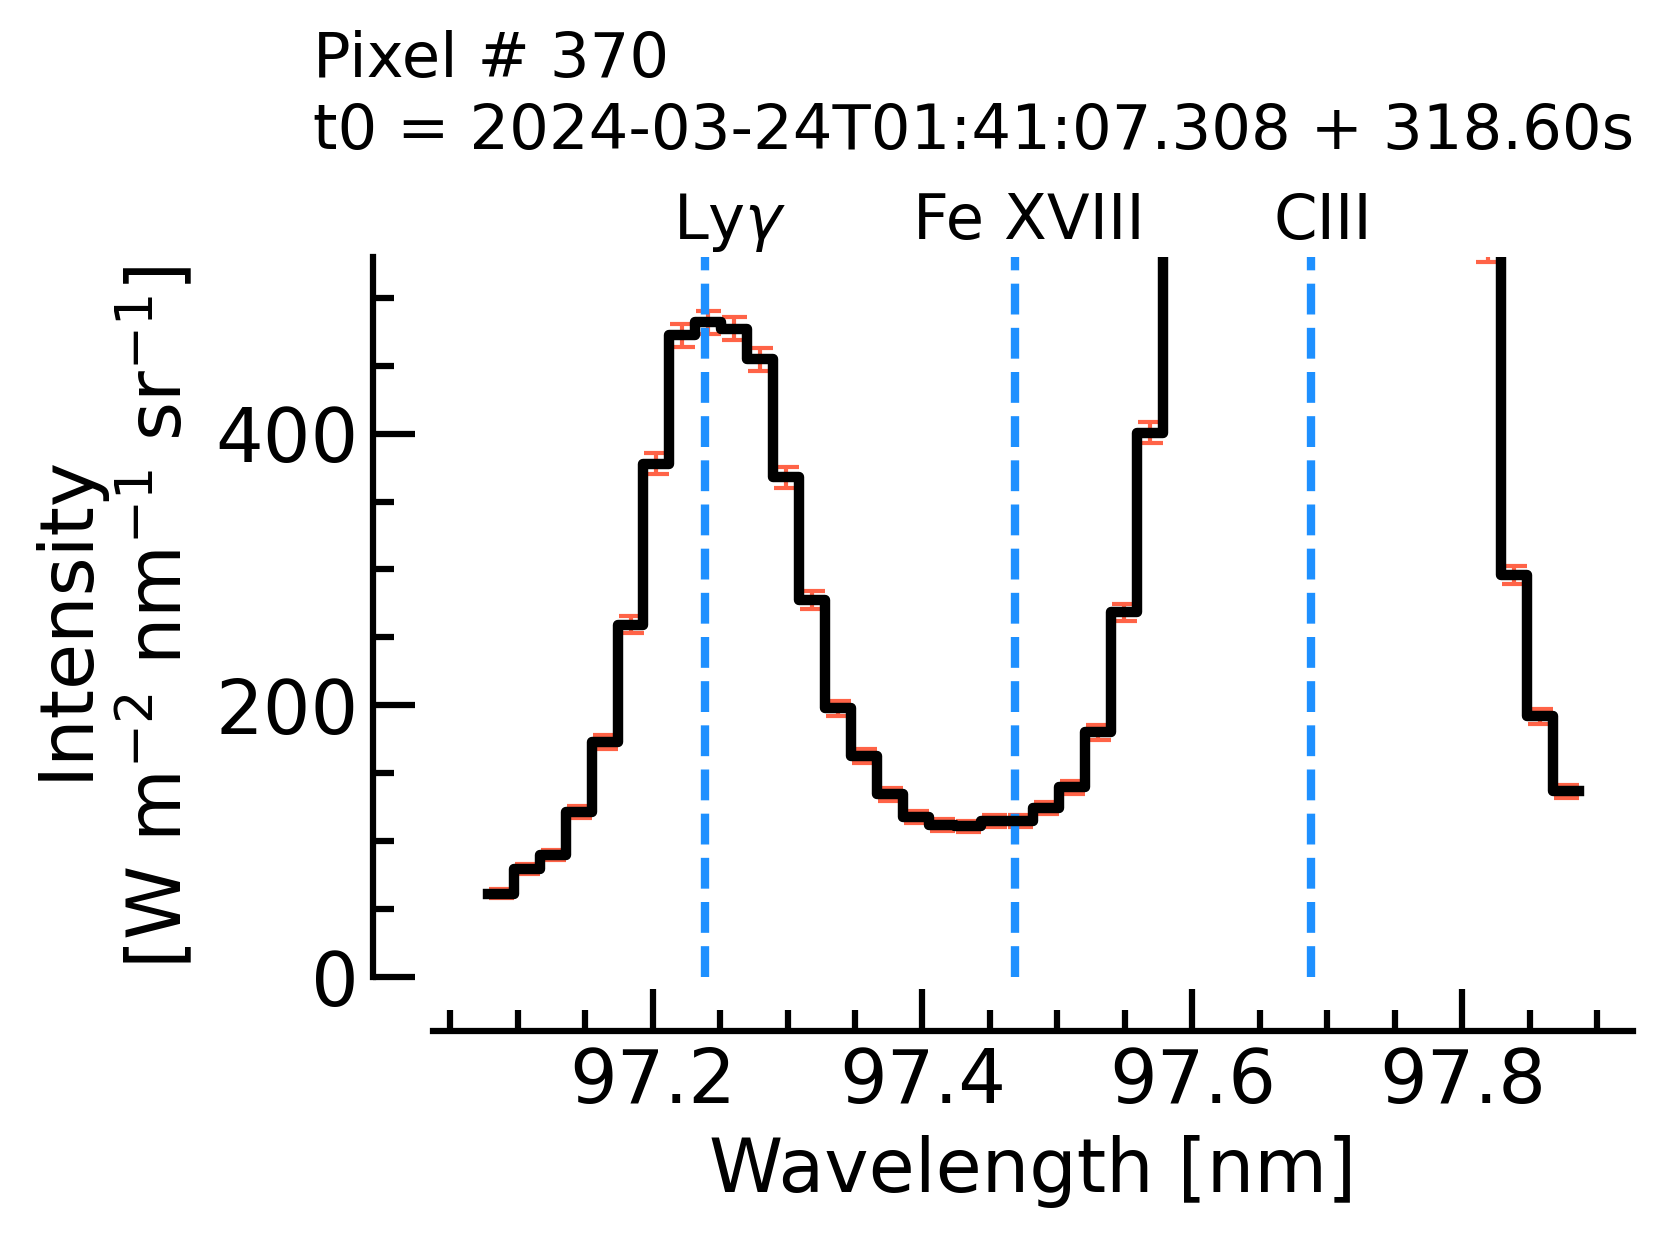 Pixel # 370
t0 = 2024-03-24T01:41:07.308 + 318.60s
Lyγ Fe XVIII CIII
Intensity
[W m⁻² nm⁻¹ sr⁻¹]
400
200
0
97.2 97.4 97.6 97.8
Wavelength [nm]